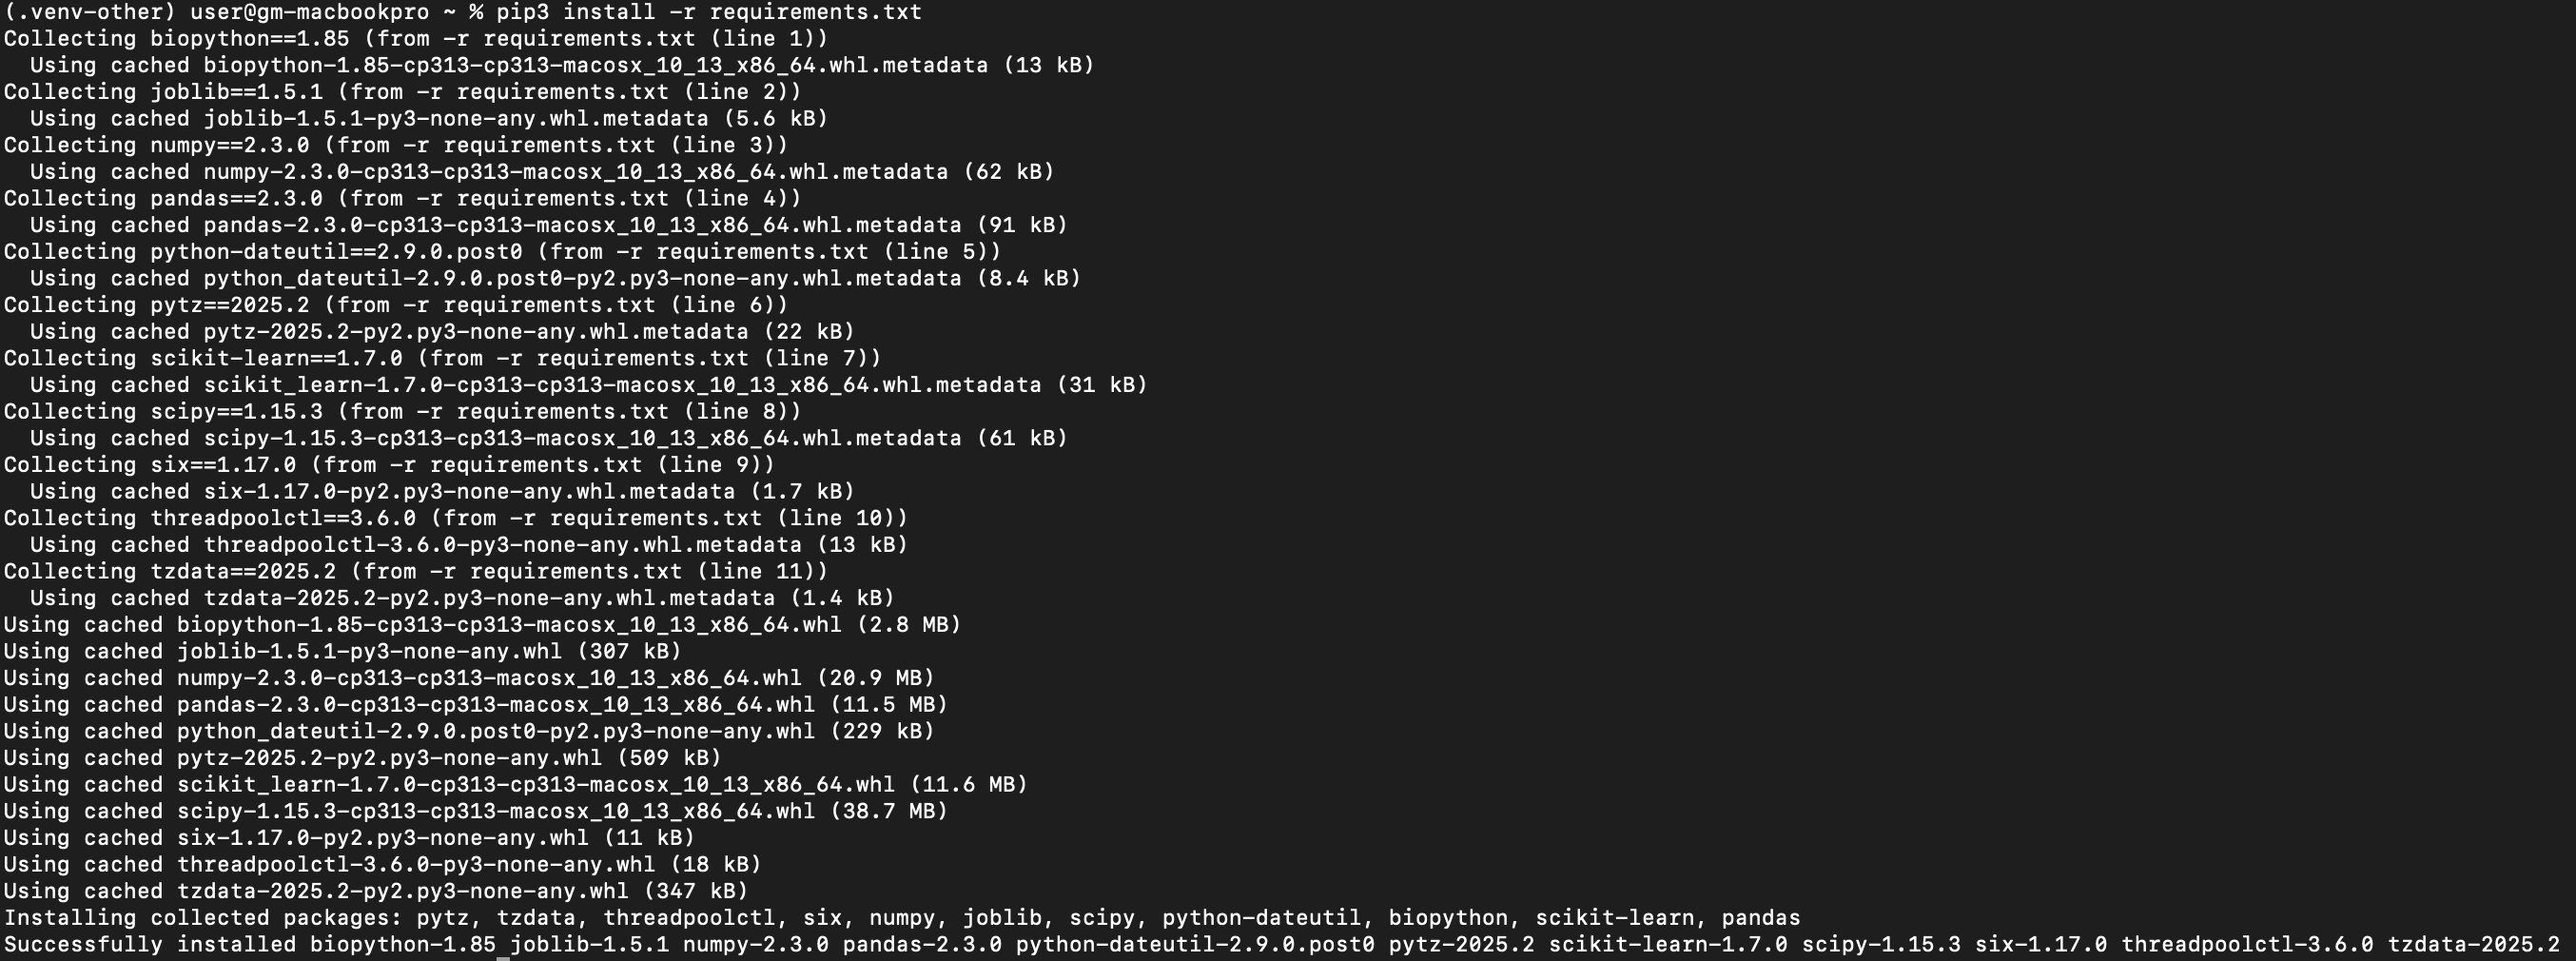 (.venv-other) user@gm-macbookpro ~ % pip3 install -r requirements.txt
Collecting biopython==1.85 (from -r requirements.txt (line 1))
  Using cached biopython-1.85-cp313-cp313-macosx_10_13_x86_64.whl.metadata (13 kB)
Collecting joblib==1.5.1 (from -r requirements.txt (line 2))
  Using cached joblib-1.5.1-py3-none-any.whl.metadata (5.6 kB)
Collecting numpy==2.3.0 (from -r requirements.txt (line 3))
  Using cached numpy-2.3.0-cp313-cp313-macosx_10_13_x86_64.whl.metadata (62 kB)
Collecting pandas==2.3.0 (from -r requirements.txt (line 4))
  Using cached pandas-2.3.0-cp313-cp313-macosx_10_13_x86_64.whl.metadata (91 kB)
Collecting python-dateutil==2.9.0.post0 (from -r requirements.txt (line 5))
  Using cached python_dateutil-2.9.0.post0-py2.py3-none-any.whl.metadata (8.4 kB)
Collecting pytz==2025.2 (from -r requirements.txt (line 6))
  Using cached pytz-2025.2-py2.py3-none-any.whl.metadata (22 kB)
Collecting scikit-learn==1.7.0 (from -r requirements.txt (line 7))
  Using cached scikit_learn-1.7.0-cp313-cp313-macosx_10_13_x86_64.whl.metadata (31 kB)
Collecting scipy==1.15.3 (from -r requirements.txt (line 8))
  Using cached scipy-1.15.3-cp313-cp313-macosx_10_13_x86_64.whl.metadata (61 kB)
Collecting six==1.17.0 (from -r requirements.txt (line 9))
  Using cached six-1.17.0-py2.py3-none-any.whl.metadata (1.7 kB)
Collecting threadpoolctl==3.6.0 (from -r requirements.txt (line 10))
  Using cached threadpoolctl-3.6.0-py3-none-any.whl.metadata (13 kB)
Collecting tzdata==2025.2 (from -r requirements.txt (line 11))
  Using cached tzdata-2025.2-py2.py3-none-any.whl.metadata (1.4 kB)
Using cached biopython-1.85-cp313-cp313-macosx_10_13_x86_64.whl (2.8 MB)
Using cached joblib-1.5.1-py3-none-any.whl (307 kB)
Using cached numpy-2.3.0-cp313-cp313-macosx_10_13_x86_64.whl (20.9 MB)
Using cached pandas-2.3.0-cp313-cp313-macosx_10_13_x86_64.whl (11.5 MB)
Using cached python_dateutil-2.9.0.post0-py2.py3-none-any.whl (229 kB)
Using cached pytz-2025.2-py2.py3-none-any.whl (509 kB)
Using cached scikit_learn-1.7.0-cp313-cp313-macosx_10_13_x86_64.whl (11.6 MB)
Using cached scipy-1.15.3-cp313-cp313-macosx_10_13_x86_64.whl (38.7 MB)
Using cached six-1.17.0-py2.py3-none-any.whl (11 kB)
Using cached threadpoolctl-3.6.0-py3-none-any.whl (18 kB)
Using cached tzdata-2025.2-py2.py3-none-any.whl (347 kB)
Installing collected packages: pytz, tzdata, threadpoolctl, six, numpy, joblib, scipy, python-dateutil, biopython, scikit-learn, pandas
Successfully installed biopython-1.85 joblib-1.5.1 numpy-2.3.0 pandas-2.3.0 python-dateutil-2.9.0.post0 pytz-2025.2 scikit-learn-1.7.0 scipy-1.15.3 six-1.17.0 threadpoolctl-3.6.0 tzdata-2025.2